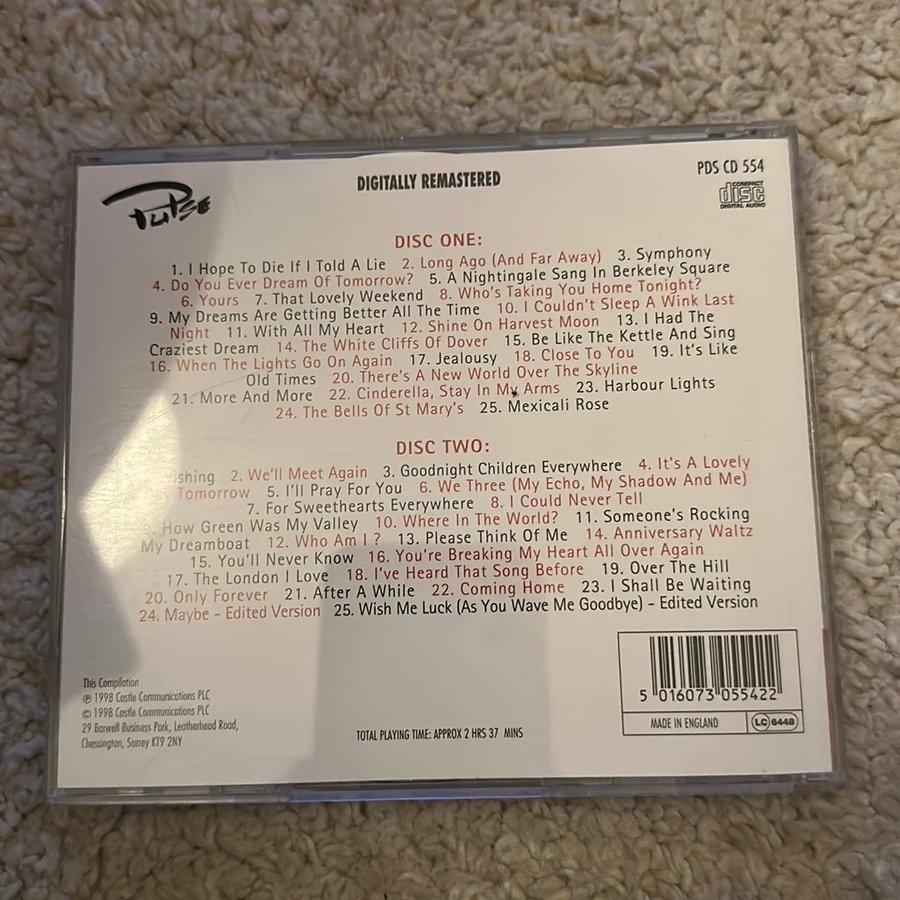 Pulse
DIGITALLY REMASTERED
PDS CD 554
COMPACT
disc
DIGITAL AUDIO
DISC ONE:
1. I Hope To Die If I Told A Lie 2. Long Ago (And Far Away) 3. Symphony
4. Do You Ever Dream Of Tomorrow? 5. A Nightingale Sang In Berkeley Square
6. Yours 7. That Lovely Weekend 8. Who's Taking You Home Tonight?
9. My Dreams Are Getting Better All The Time 10. I Couldn't Sleep A Wink Last
Night 11. With All My Heart 12. Shine On Harvest Moon 13. I Had The
Craziest Dream 14. The White Cliffs Of Dover 15. Be Like The Kettle And Sing
16. When The Lights Go On Again 17. Jealousy 18. Close To You 19. It's Like
Old Times 20. There's A New World Over The Skyline
21. More And More 22. Cinderella, Stay In My Arms 23. Harbour Lights
24. The Bells Of St Mary's 25. Mexicali Rose
DISC TWO:
2. We'll Meet Again 3. Goodnight Children Everywhere 4. It's A Lovely
Tomorrow 5. I'll Pray For You 6. We Three (My Echo, My Shadow And Me)
7. For Sweethearts Everywhere 8. I Could Never Tell
9. How Green Was My Valley 10. Where In The World? 11. Someone's Rocking
My Dreamboat 12. Who Am I ? 13. Please Think Of Me 14. Anniversary Waltz
15. You'll Never Know 16. You're Breaking My Heart All Over Again
17. The London I Love 18. I've Heard That Song Before 19. Over The Hill
20. Only Forever 21. After A While 22. Coming Home 23. I Shall Be Waiting
24. Maybe - Edited Version 25. Wish Me Luck (As You Wave Me Goodbye) - Edited Version
This Compilation
℗ 1998 Castle Communications PLC
© 1998 Castle Communications PLC
29 Barwell Business Park, Leatherhead Road,
Chessington, Surrey KT9 2NY
TOTAL PLAYING TIME: APPROX 2 HRS 37 MINS
5 016073 055422
MADE IN ENGLAND
LC 6448